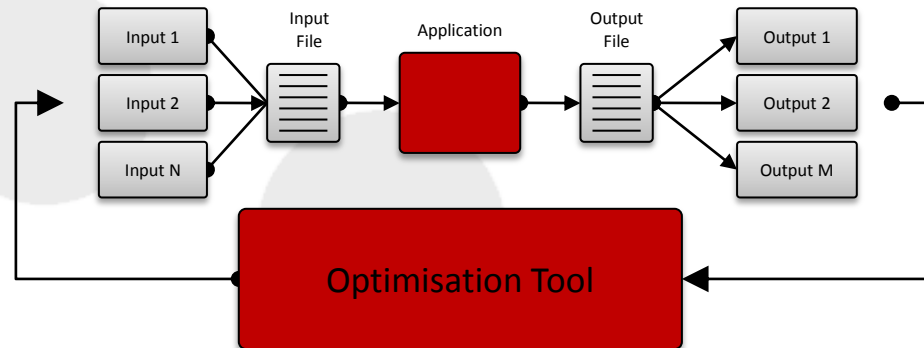 Input
File
Application
Output
File
Input 1
Output 1
Input 2
Output 2
Input N
Output M
Optimisation Tool